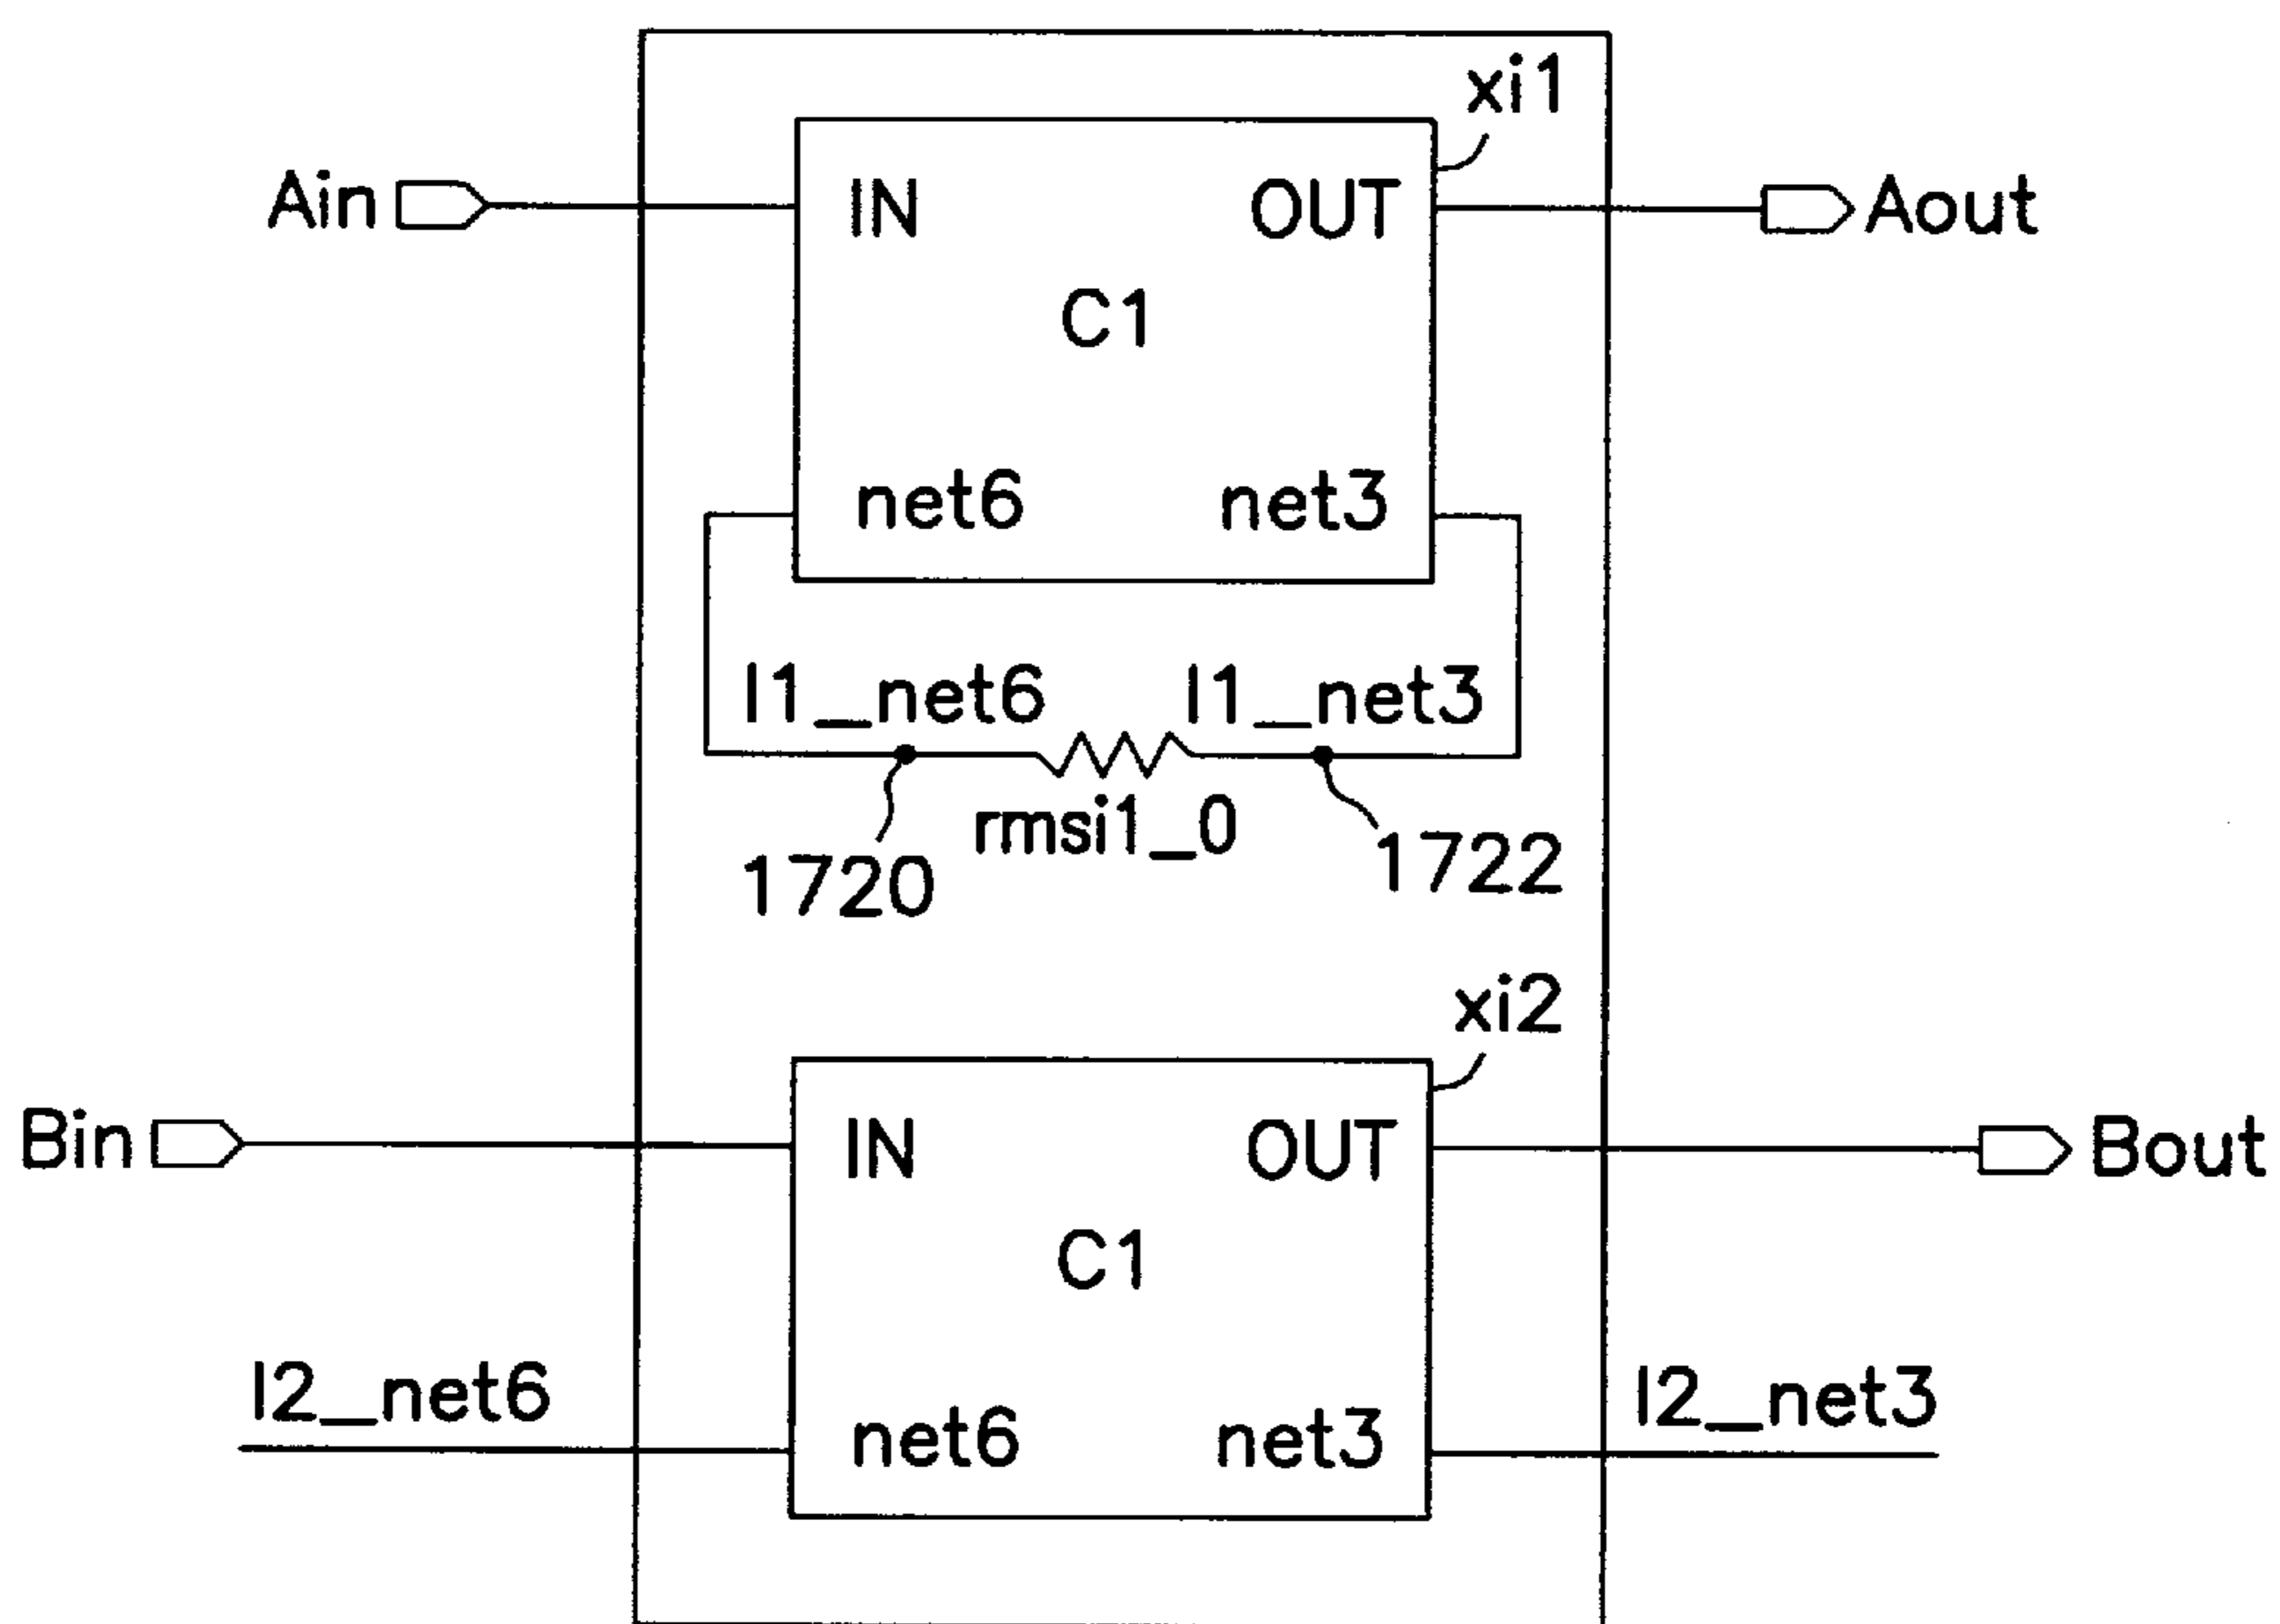 xi1
Ain
IN
OUT
Aout
C1
net6
net3
I1_net6
I1_net3
rmsi1_0
1720
1722
xi2
Bin
IN
OUT
Bout
C1
I2_net6
I2_net3
net6
net3